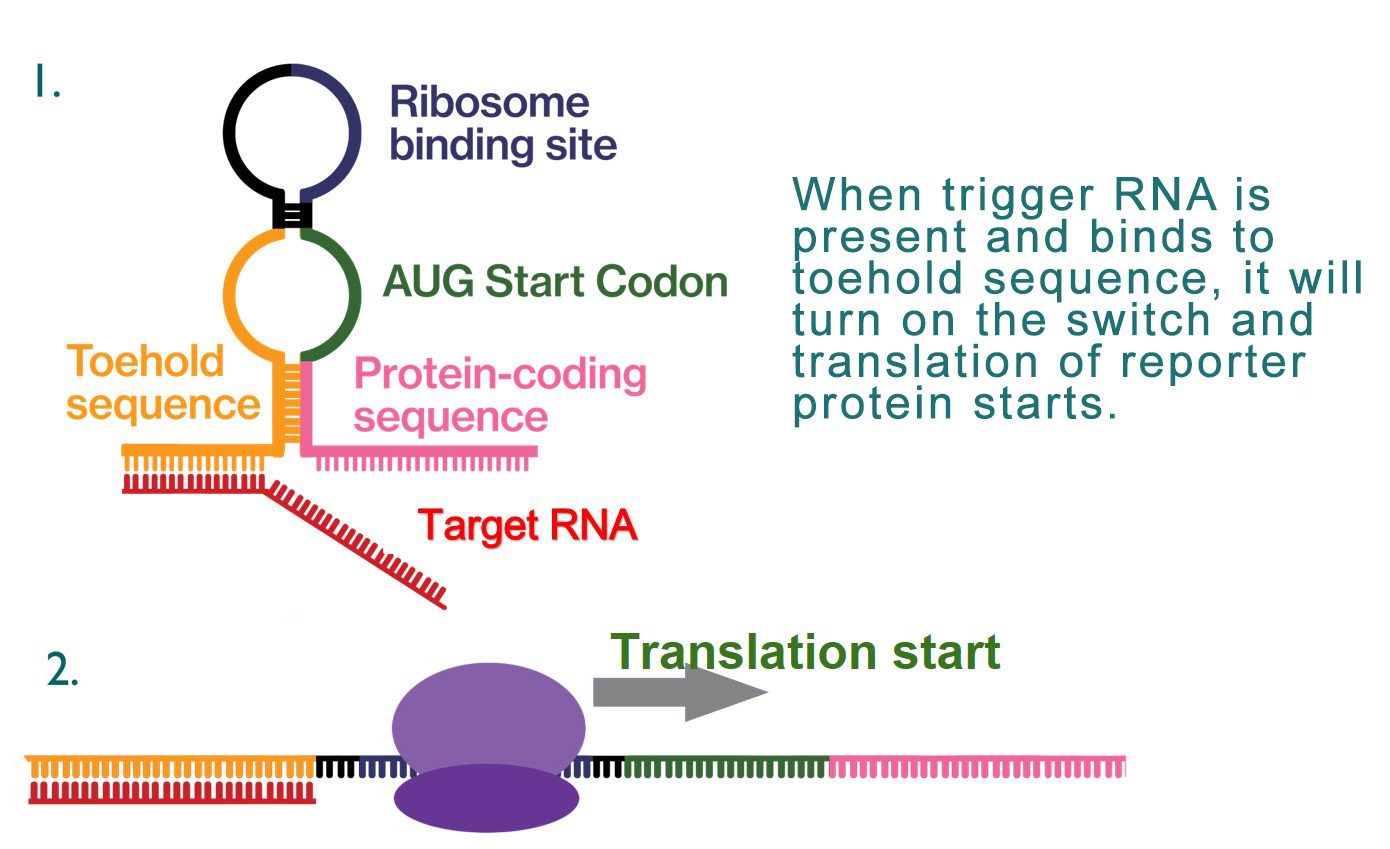 1.
Ribosome
binding site
AUG Start Codon
Toehold
sequence
Protein-coding
sequence
Target RNA
When trigger RNA is
present and binds to
toehold sequence, it will
turn on the switch and
translation of reporter
protein starts.
2.
Translation start